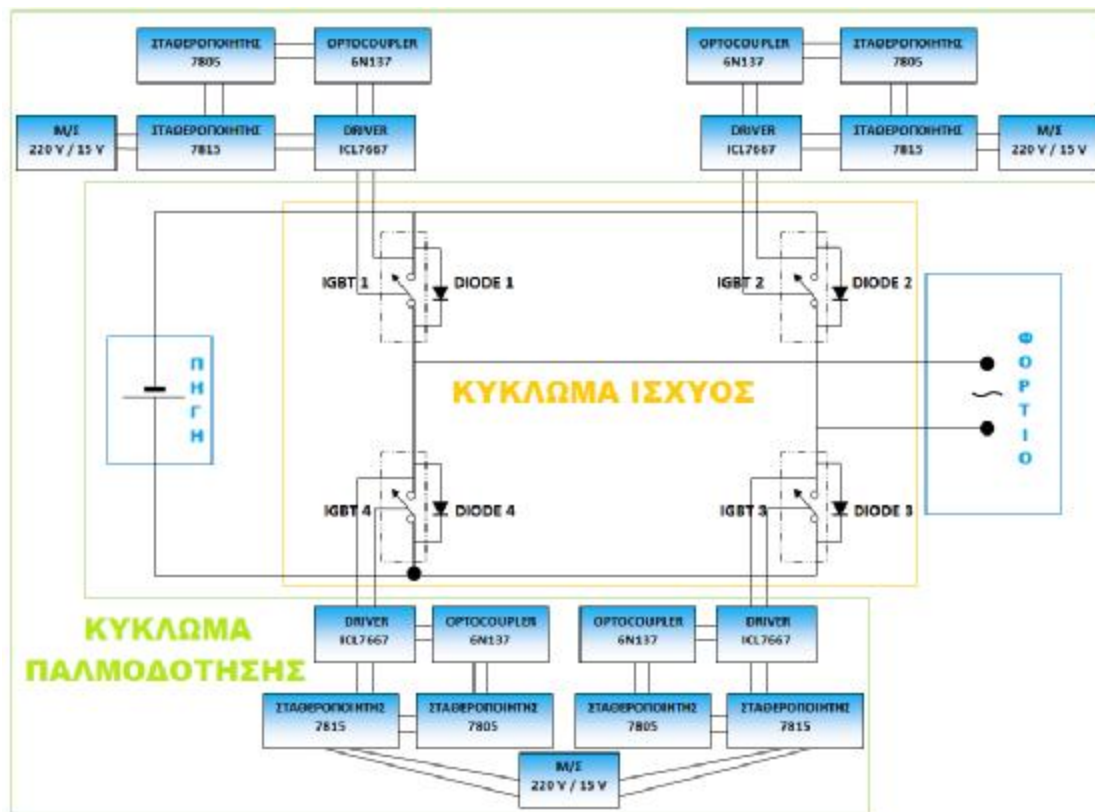 ΣΤΑΘΕΡΟΠΟΙΗΤΗΣ
7805
OPTOCOUPLER
6N137
OPTOCOUPLER
6N137
ΣΤΑΘΕΡΟΠΟΙΗΤΗΣ
7805
Μ/Σ
220 V / 15 V
ΣΤΑΘΕΡΟΠΟΙΗΤΗΣ
7815
DRIVER
ICL7667
DRIVER
ICL7667
ΣΤΑΘΕΡΟΠΟΙΗΤΗΣ
7815
Μ/Σ
220 V / 15 V
IGBT 1
DIODE 1
IGBT 2
DIODE 2
ΠΗΓΗ
ΚΥΚΛΩΜΑ ΙΣΧΥΟΣ
ΦΟΡΤΙΟ
IGBT 4
DIODE 4
IGBT 3
DIODE 3
ΚΥΚΛΩΜΑ
ΠΑΛΜΟΔΟΤΗΣΗΣ
DRIVER
ICL7667
OPTOCOUPLER
6N137
OPTOCOUPLER
6N137
DRIVER
ICL7667
ΣΤΑΘΕΡΟΠΟΙΗΤΗΣ
7815
ΣΤΑΘΕΡΟΠΟΙΗΤΗΣ
7805
ΣΤΑΘΕΡΟΠΟΙΗΤΗΣ
7805
ΣΤΑΘΕΡΟΠΟΙΗΤΗΣ
7815
Μ/Σ
220 V / 15 V